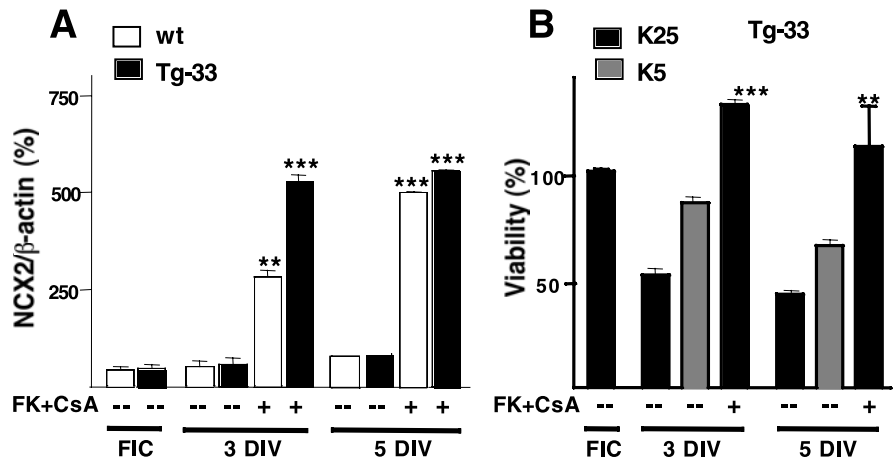 A
wt
Tg-33
NCX2/β-actin (%)
750
500
250
**
***
***
***
FK+CsA -- -- -- -- + + -- -- + +
FIC 3 DIV 5 DIV
B
K25
K5
Tg-33
Viability (%)
100
50
***
**
FK+CsA -- -- -- + -- -- +
FIC 3 DIV 5 DIV